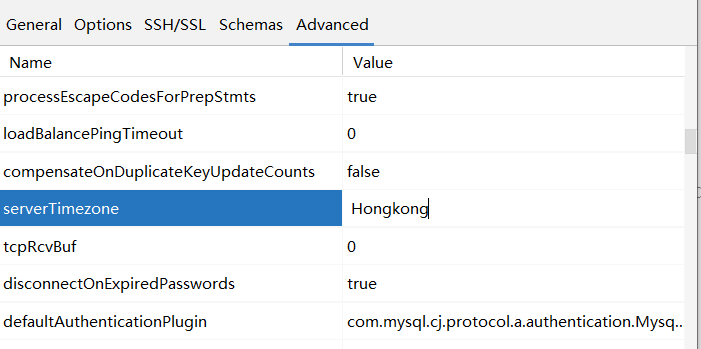 General Options SSH/SSL Schemas Advanced
Name Value
processEscapeCodesForPrepStmts true
loadBalancePingTimeout 0
compensateOnDuplicateKeyUpdateCounts false
serverTimezone Hongkong
tcpRcvBuf 0
disconnectOnExpiredPasswords true
defaultAuthenticationPlugin com.mysql.cj.protocol.a.authentication.Mysq...